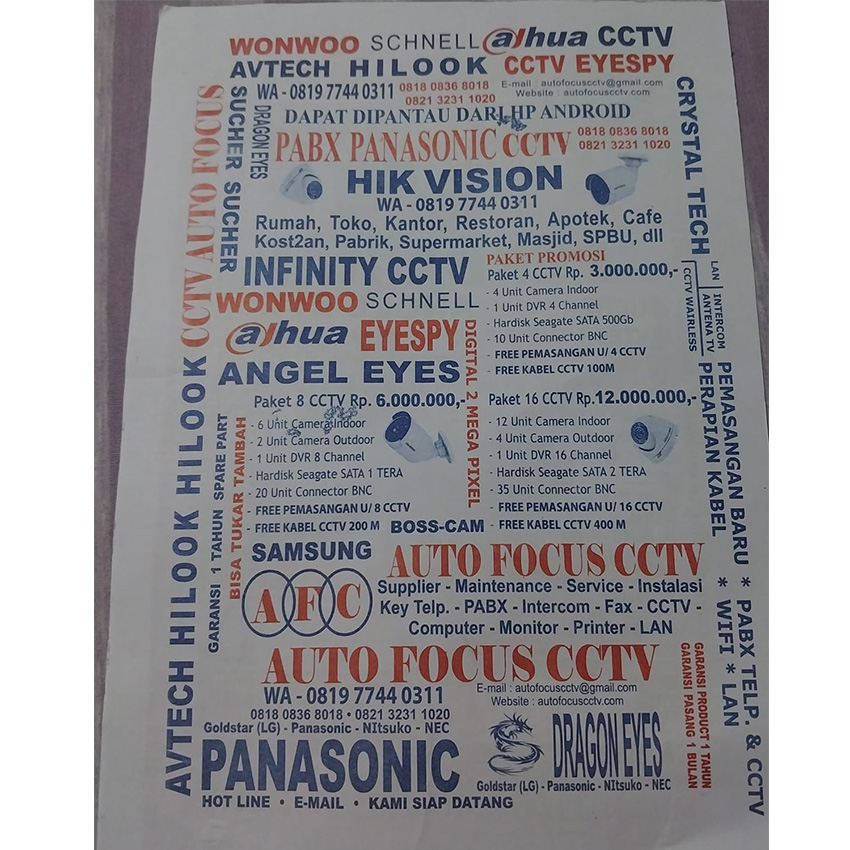 WONWOO SCHNELL alhua CCTV
AVTECH HILOOK CCTV EYESPY
WA - 0819 7744 0311
0818 0836 8018
0821 3231 1020
E-mail : autofocuscctv@gmail.com
Website : autofocuscctv.com
DAPAT DIPANTAU DARI HP ANDROID
PABX PANASONIC CCTV
0818 0836 8018
0821 3231 1020
HIK VISION
WA - 0819 7744 0311
Rumah, Toko, Kantor, Restoran, Apotek, Cafe
Kost2an, Pabrik, Supermarket, Masjid, SPBU, dll
INFINITY CCTV
WONWOO SCHNELL
alhua EYESPY
ANGEL EYES
PAKET PROMOSI
Paket 4 CCTV Rp. 3.000.000,-
- 4 Unit Camera Indoor
- 1 Unit DVR 4 Channel
- Hardisk Seagate SATA 500Gb
- 10 Unit Connector BNC
- FREE PEMASANGAN U/ 4 CCTV
- FREE KABEL CCTV 100M
Paket 8 CCTV Rp. 6.000.000,-
- 6 Unit Camera Indoor
- 2 Unit Camera Outdoor
- 1 Unit DVR 8 Channel
- Hardisk Seagate SATA 1 TERA
- 20 Unit Connector BNC
- FREE PEMASANGAN U/ 8 CCTV
- FREE KABEL CCTV 200 M
DIGITAL 2 MEGA PIXEL
Paket 16 CCTV Rp.12.000.000,-
- 12 Unit Camera Indoor
- 4 Unit Camera Outdoor
- 1 Unit DVR 16 Channel
- Hardisk Seagate SATA 2 TERA
- 35 Unit Connector BNC
- FREE PEMASANGAN U/ 16 CCTV
- FREE KABEL CCTV 400 M
BOSS-CAM
SAMSUNG
AFC
AUTO FOCUS CCTV
Supplier - Maintenance - Service - Instalasi
Key Telp. - PABX - Intercom - Fax - CCTV -
Computer - Monitor - Printer - LAN
AUTO FOCUS CCTV
WA - 0819 7744 0311
0818 0836 8018 • 0821 3231 1020
E-mail : autofocuscctv@gmail.com
Website : autofocuscctv.com
Goldstar (LG) - Panasonic - NItsuko - NEC
PANASONIC
DRAGON EYES
Goldstar (LG) - Panasonic - NItsuko - NEC
HOT LINE • E-MAIL • KAMI SIAP DATANG
AVTECH HILOOK HILOOK CCTV AUTO FOCUS
SUCHER SUCHER
DRAGON EYES
GARANSI 1 TAHUN SPARE PART
BISA TUKAR TAMBAH
CRYSTAL TECH
LAN
INTERCOM
ANTENA TV
CCTV WAIRLESS
PEMASANGAN BARU * PABX TELP. & CCTV
PERAPIAN KABEL * WIFI * LAN
GARANSI PRODUCT 1 TAHUN
GARANSI PASANG 1 BULAN